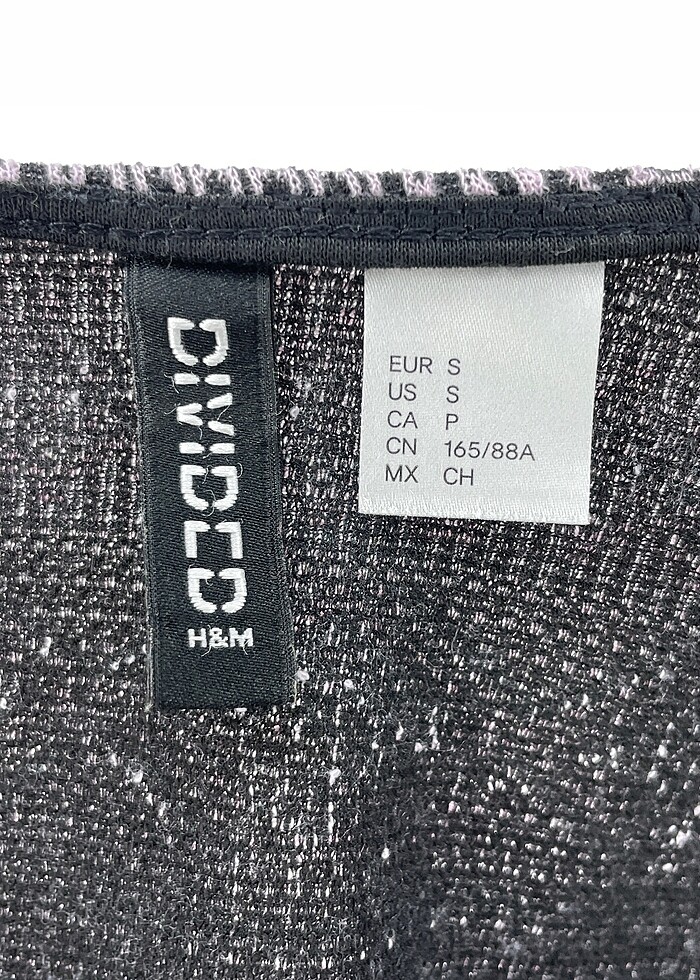 DIVIDED
H&M
EUR S
US S
CA P
CN 165/88A
MX CH